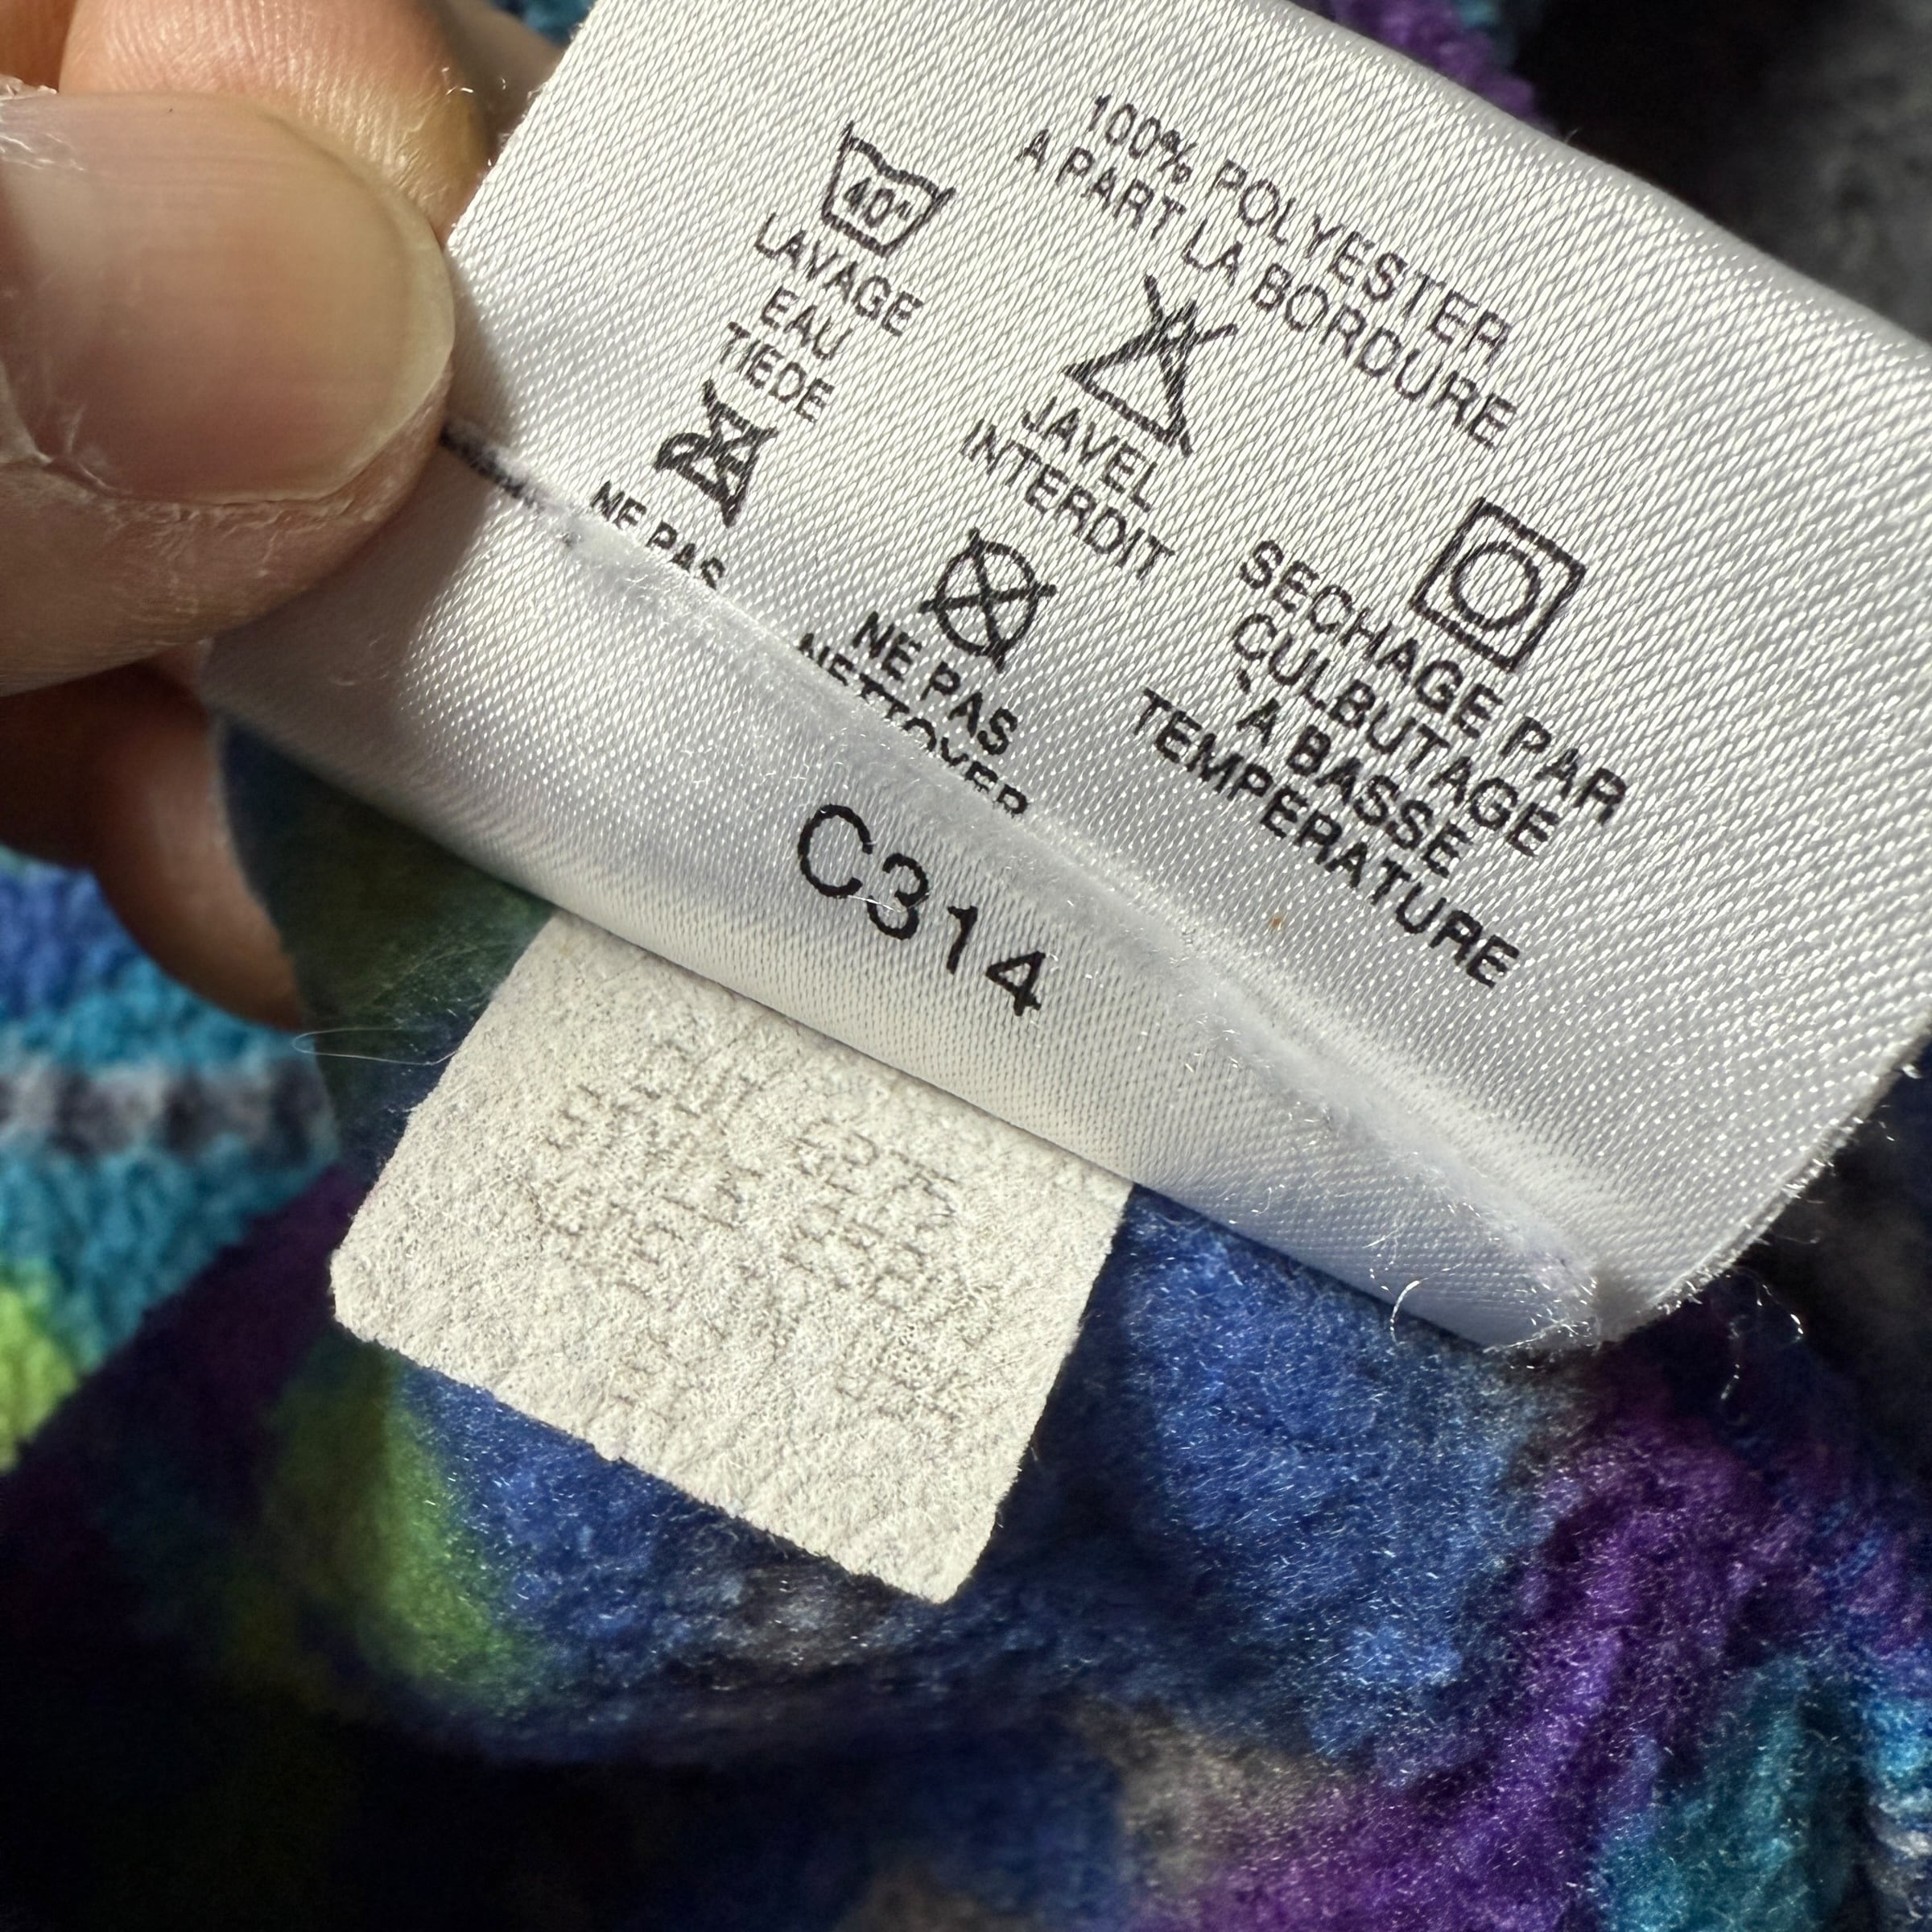 100% POLYESTER
A PART LA BORDURE
40°
LAVAGE
EAU
TIEDE
JAVEL
INTERDIT
SECHAGE PAR
CULBUTAGE
À BASSE
TEMPERATURE
NE PAS
NE PAS
NETTOYER
C314